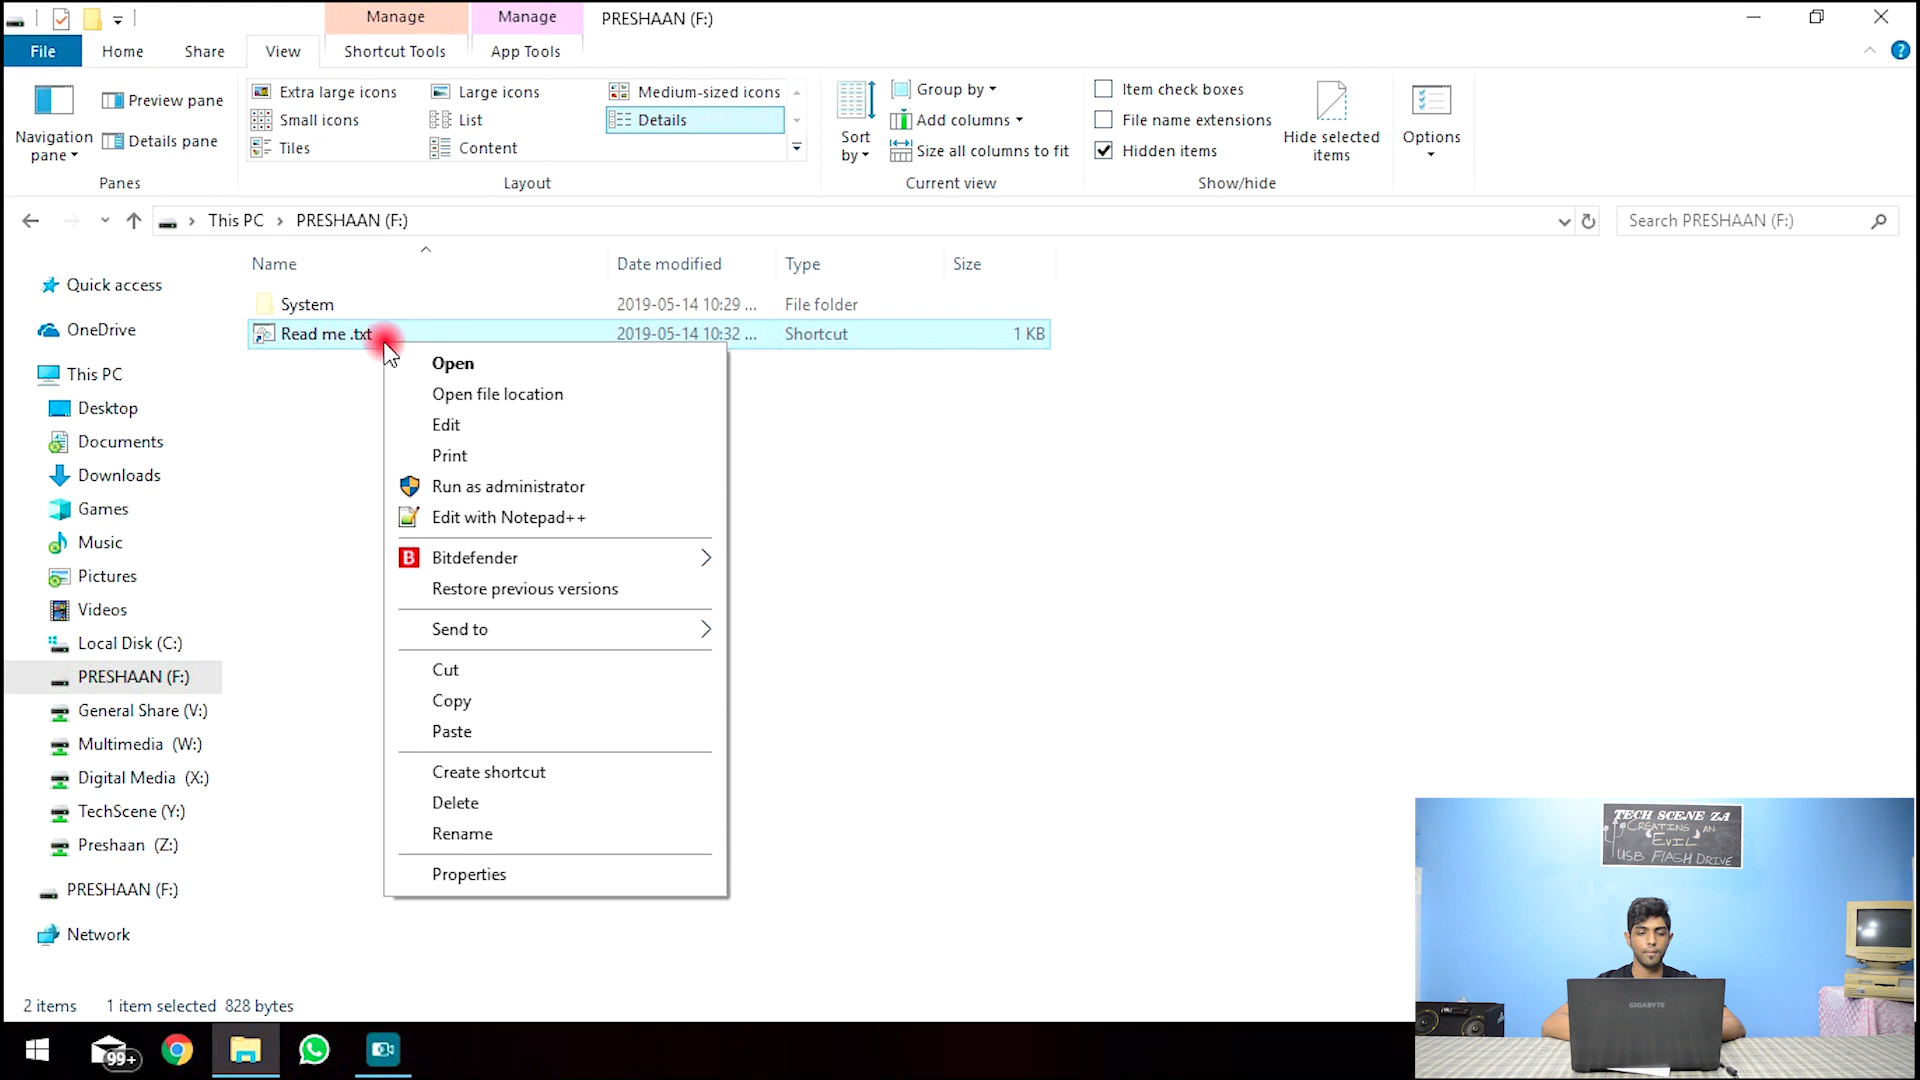 Manage
Manage
PRESHAAN (F:)
File
Home
Share
View
Shortcut Tools
App Tools
Navigation
pane
Preview pane
Details pane
Panes
Extra large icons
Large icons
Medium-sized icons
Small icons
List
Details
Tiles
Content
Layout
Sort
by
Group by
Add columns
Size all columns to fit
Current view
Item check boxes
File name extensions
Hidden items
Hide selected
items
Show/hide
Options
This PC
PRESHAAN (F:)
Search PRESHAAN (F:)
Name
Date modified
Type
Size
System
2019-05-14 10:29 ...
File folder
Read me .txt
2019-05-14 10:32 ...
Shortcut
1 KB
Quick access
OneDrive
This PC
Desktop
Documents
Downloads
Games
Music
Pictures
Videos
Local Disk (C:)
PRESHAAN (F:)
General Share (V:)
Multimedia (W:)
Digital Media (X:)
TechScene (Y:)
Preshaan (Z:)
PRESHAAN (F:)
Network
Open
Open file location
Edit
Print
Run as administrator
Edit with Notepad++
B
Bitdefender
Restore previous versions
Send to
Cut
Copy
Paste
Create shortcut
Delete
Rename
Properties
2 items
1 item selected 828 bytes
99+
TECH SCENE ZA
CREATING AN
"EVIL"
USB FLASH DRIVE
GIGABYTE